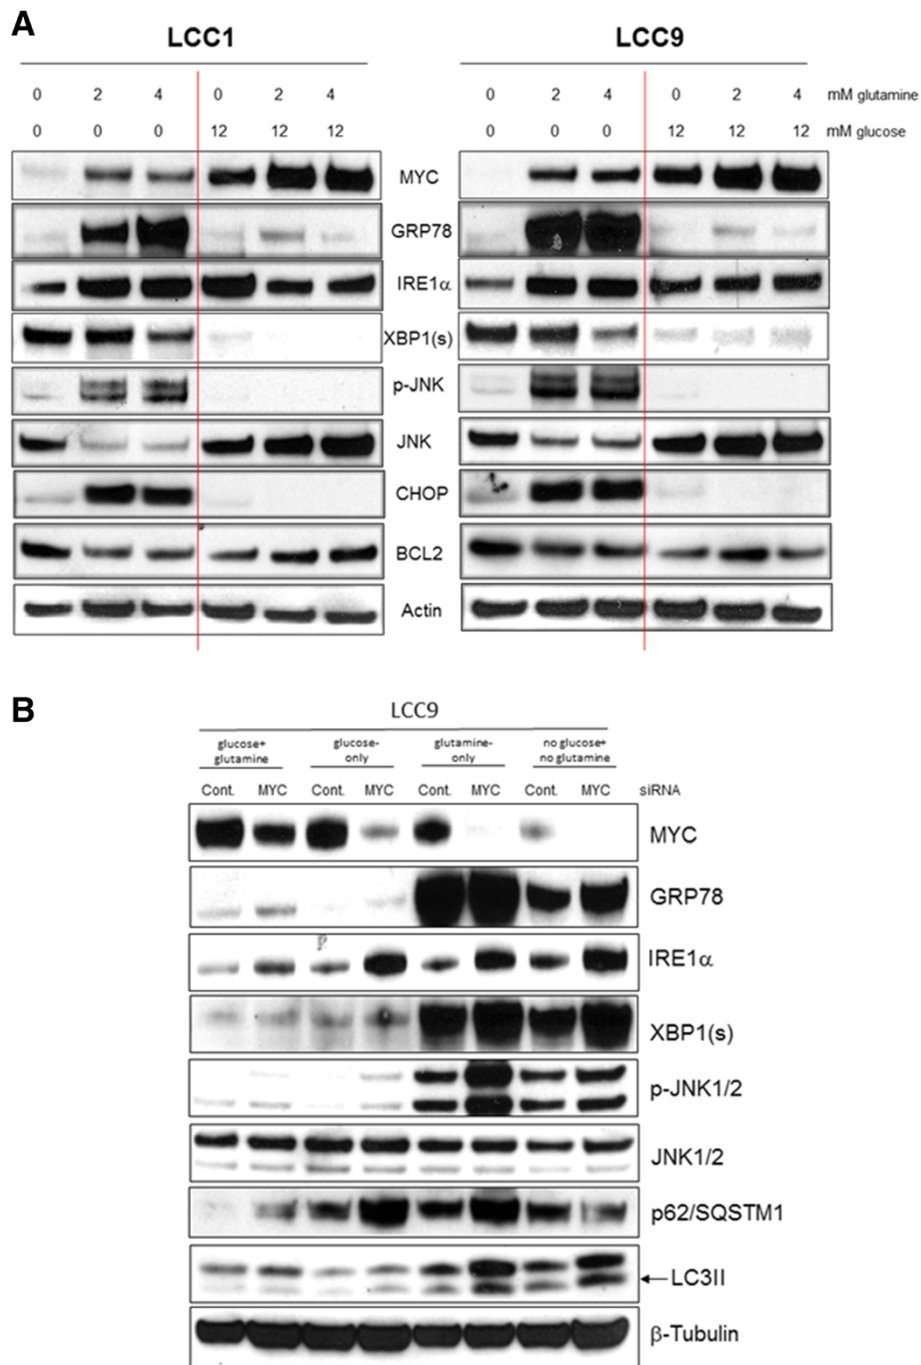 A
LCC1 LCC9
0 2 4 0 2 4 0 2 4 0 2 4 mM glutamine
0 0 0 12 12 12 0 0 0 12 12 12 mM glucose
MYC
GRP78
IRE1α
XBP1(s)
p-JNK
JNK
CHOP
BCL2
Actin
B
LCC9
glucose+ glucose- glutamine- no glucose+
glutamine only only no glutamine
Cont. MYC Cont. MYC Cont. MYC Cont. MYC siRNA
MYC
GRP78
IRE1α
XBP1(s)
p-JNK1/2
JNK1/2
p62/SQSTM1
LC3II
β-Tubulin